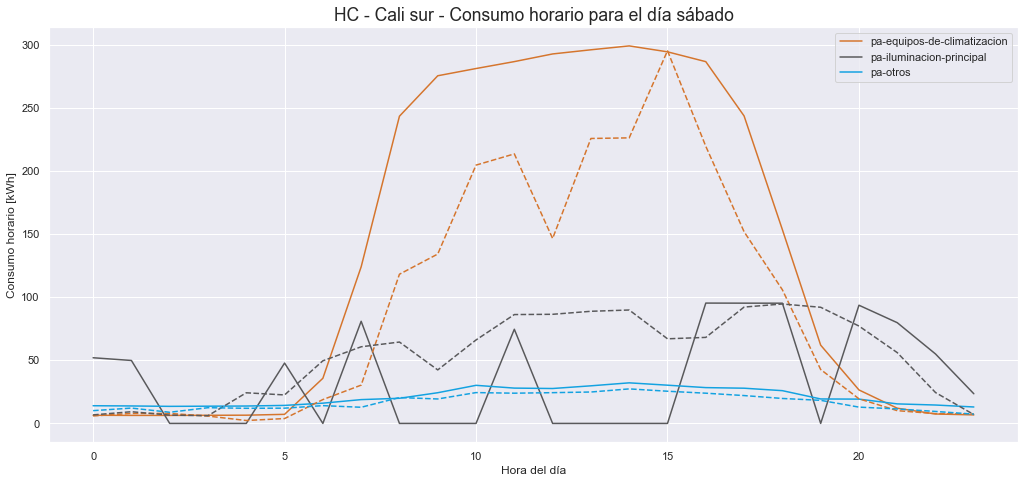 HC - Cali sur - Consumo horario para el día sábado
pa-equipos-de-climatizacion
pa-iluminacion-principal
pa-otros
Consumo horario [kWh]
300
250
200
150
100
50
0
0
5
10
15
20
Hora del día